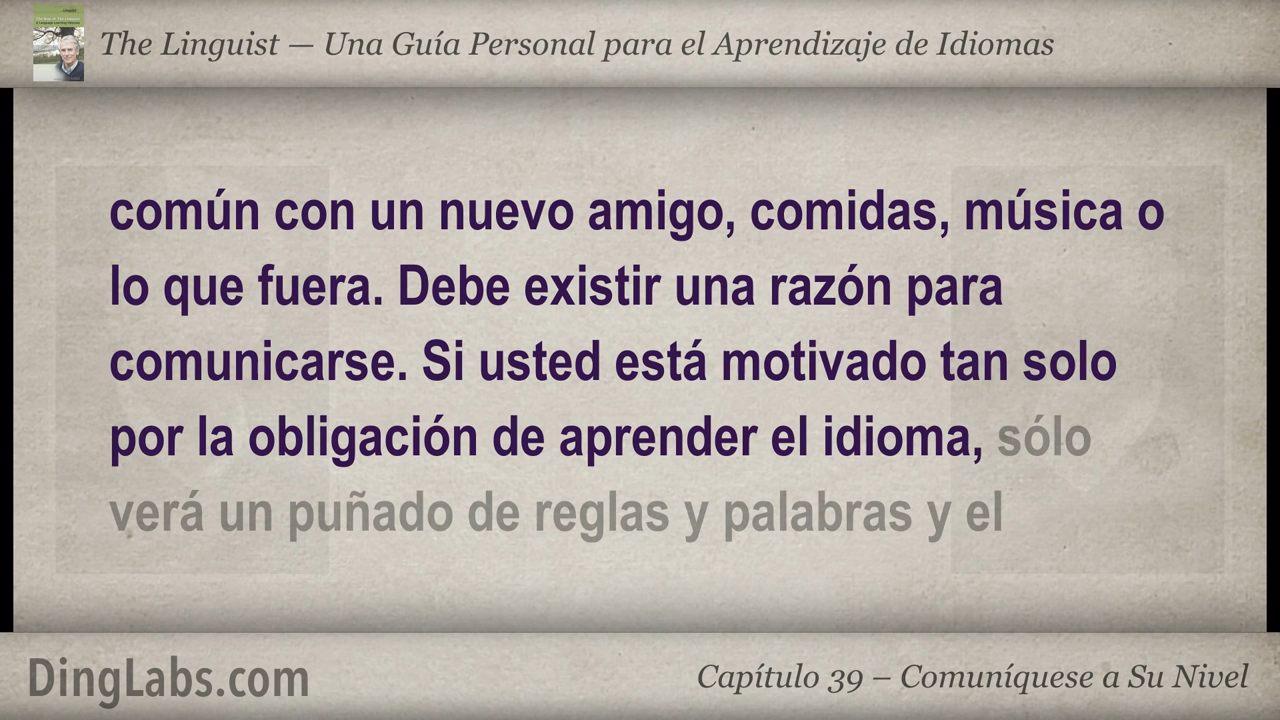 The Linguist — Una Guía Personal para el Aprendizaje de Idiomas
común con un nuevo amigo, comidas, música o
lo que fuera. Debe existir una razón para
comunicarse. Si usted está motivado tan solo
por la obligación de aprender el idioma, sólo
verá un puñado de reglas y palabras y el
DingLabs.com
Capítulo 39 – Comuníquese a Su Nivel